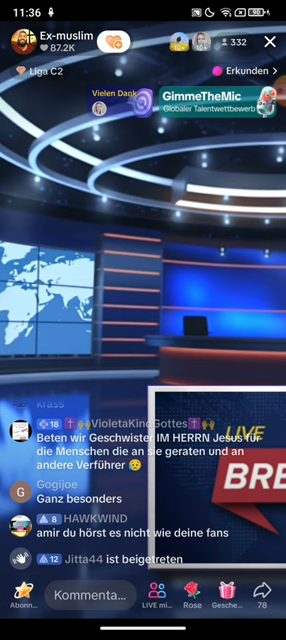 11:36
90
Ex-muslim
87.2K
10+
10+
332
Liga C2
Erkunden
Vielen Dank
GimmeTheMic
Globaler Talentwettbewerb
krass
18 VioletaKindGottes
Beten wir Geschwister IM HERRN Jesus für
die Menschen die an sie geraten und an
andere Verführer 😥
G
Gogijoe
Ganz besonders
8 HAWKWIND
amir du hörst es nicht wie deine fans
12 Jitta44 ist beigetreten
LIVE
BRE
Kommenta...
Abonn...
LIVE mi...
Rose
Gesche...
78